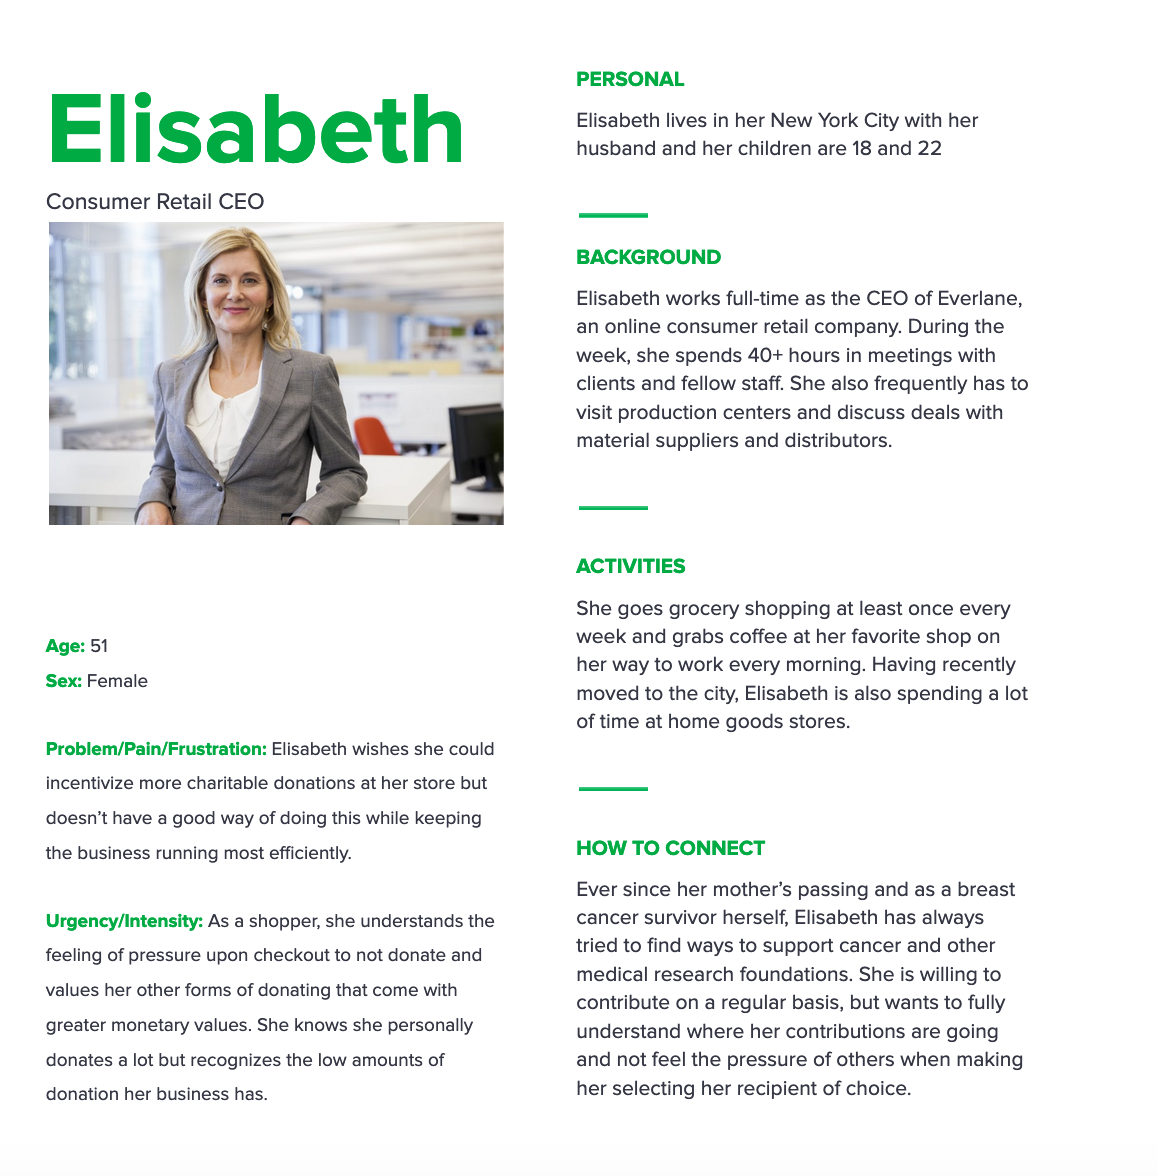 Elisabeth
Consumer Retail CEO
Age: 51
Sex: Female
Problem/Pain/Frustration: Elisabeth wishes she could
incentivize more charitable donations at her store but
doesn’t have a good way of doing this while keeping
the business running most efficiently.
Urgency/Intensity: As a shopper, she understands the
feeling of pressure upon checkout to not donate and
values her other forms of donating that come with
greater monetary values. She knows she personally
donates a lot but recognizes the low amounts of
donation her business has.
PERSONAL
Elisabeth lives in her New York City with her
husband and her children are 18 and 22
BACKGROUND
Elisabeth works full-time as the CEO of Everlane,
an online consumer retail company. During the
week, she spends 40+ hours in meetings with
clients and fellow staff. She also frequently has to
visit production centers and discuss deals with
material suppliers and distributors.
ACTIVITIES
She goes grocery shopping at least once every
week and grabs coffee at her favorite shop on
her way to work every morning. Having recently
moved to the city, Elisabeth is also spending a lot
of time at home goods stores.
HOW TO CONNECT
Ever since her mother’s passing and as a breast
cancer survivor herself, Elisabeth has always
tried to find ways to support cancer and other
medical research foundations. She is willing to
contribute on a regular basis, but wants to fully
understand where her contributions are going
and not feel the pressure of others when making
her selecting her recipient of choice.